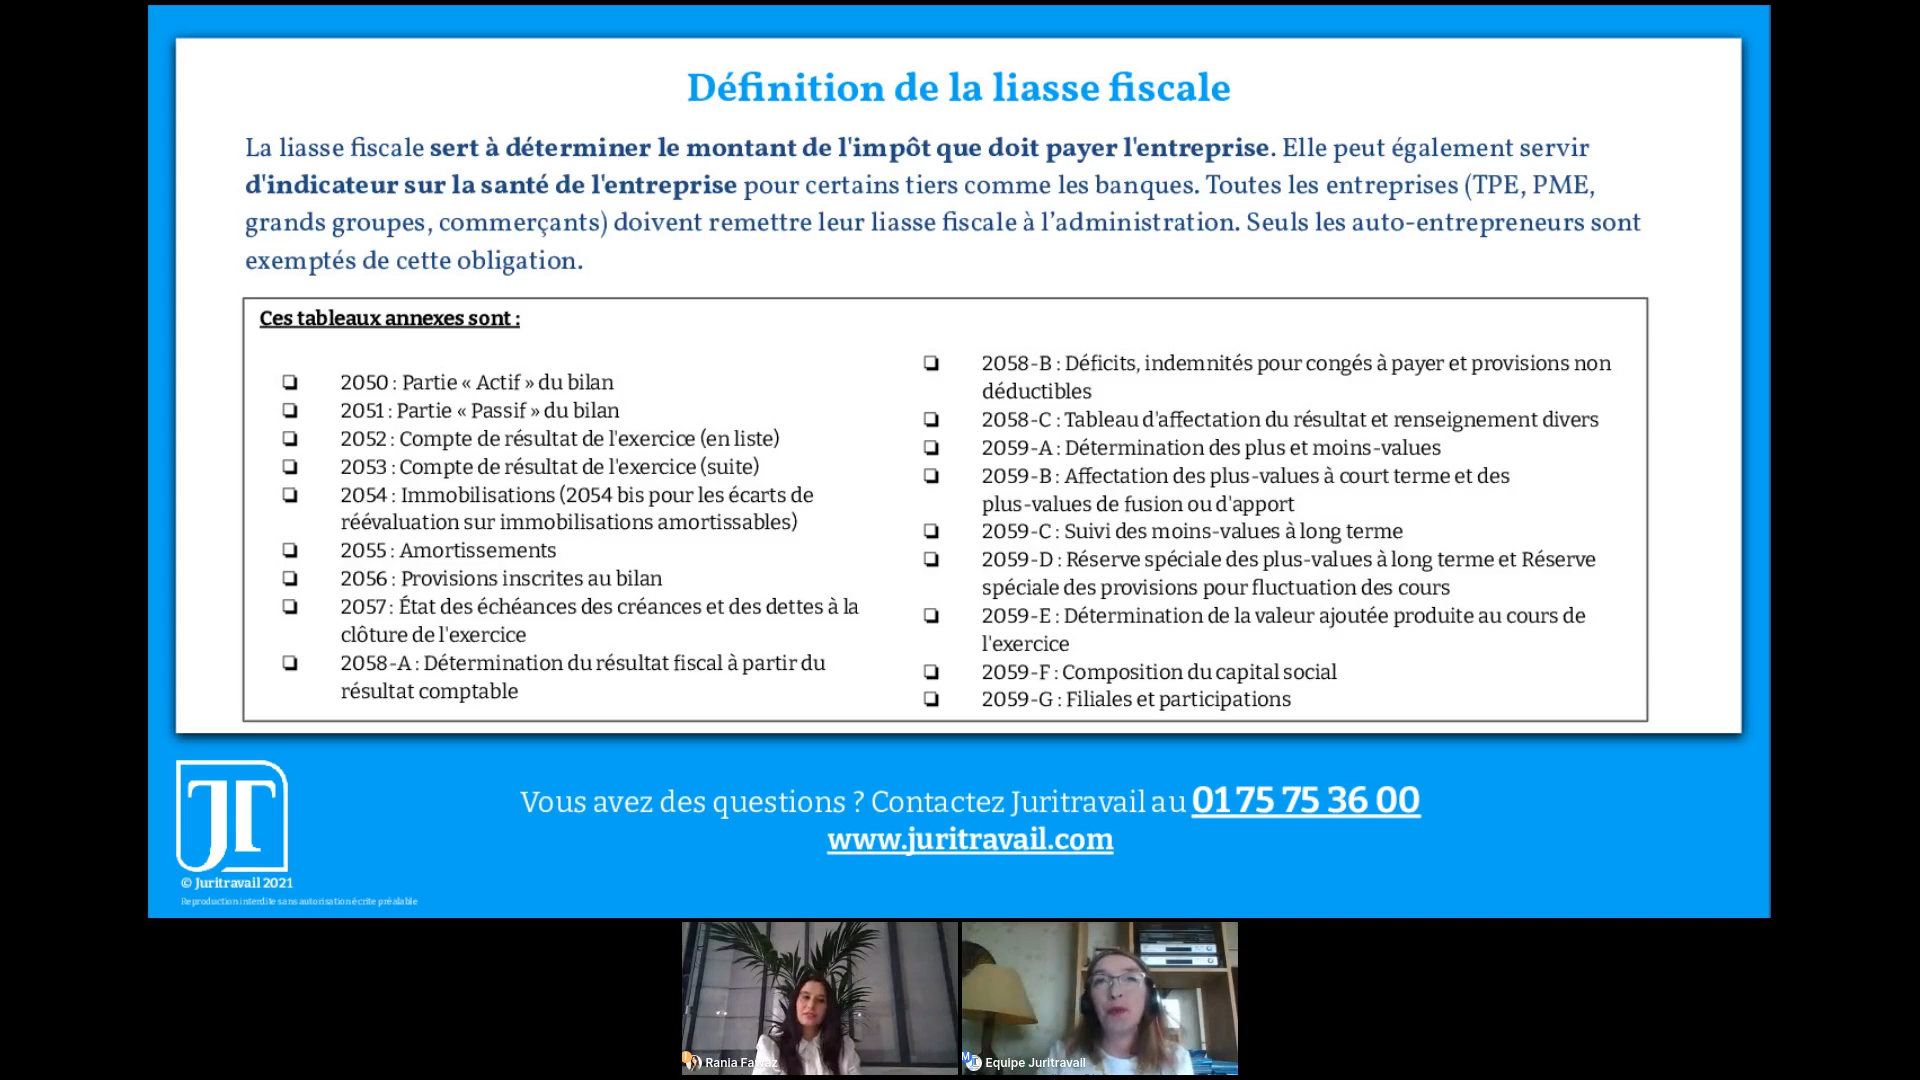 Définition de la liasse fiscale
La liasse fiscale sert à déterminer le montant de l'impôt que doit payer l'entreprise. Elle peut également servir
d'indicateur sur la santé de l'entreprise pour certains tiers comme les banques. Toutes les entreprises (TPE, PME,
grands groupes, commerçants) doivent remettre leur liasse fiscale à l’administration. Seuls les auto-entrepreneurs sont
exemptés de cette obligation.
Ces tableaux annexes sont :
❏ 2050 : Partie « Actif » du bilan
❏ 2051 : Partie « Passif » du bilan
❏ 2052 : Compte de résultat de l'exercice (en liste)
❏ 2053 : Compte de résultat de l'exercice (suite)
❏ 2054 : Immobilisations (2054 bis pour les écarts de
réévaluation sur immobilisations amortissables)
❏ 2055 : Amortissements
❏ 2056 : Provisions inscrites au bilan
❏ 2057 : État des échéances des créances et des dettes à la
clôture de l'exercice
❏ 2058-A : Détermination du résultat fiscal à partir du
résultat comptable
❏ 2058-B : Déficits, indemnités pour congés à payer et provisions non
déductibles
❏ 2058-C : Tableau d'affectation du résultat et renseignement divers
❏ 2059-A : Détermination des plus et moins-values
❏ 2059-B : Affectation des plus-values à court terme et des
plus-values de fusion ou d'apport
❏ 2059-C : Suivi des moins-values à long terme
❏ 2059-D : Réserve spéciale des plus-values à long terme et Réserve
spéciale des provisions pour fluctuation des cours
❏ 2059-E : Détermination de la valeur ajoutée produite au cours de
l'exercice
❏ 2059-F : Composition du capital social
❏ 2059-G : Filiales et participations
JT
Vous avez des questions ? Contactez Juritravail au 01 75 75 36 00
www.juritravail.com
© Juritravail 2021
Reproduction interdite sans autorisation écrite préalable
Rania Fawaz
Equipe Juritravail